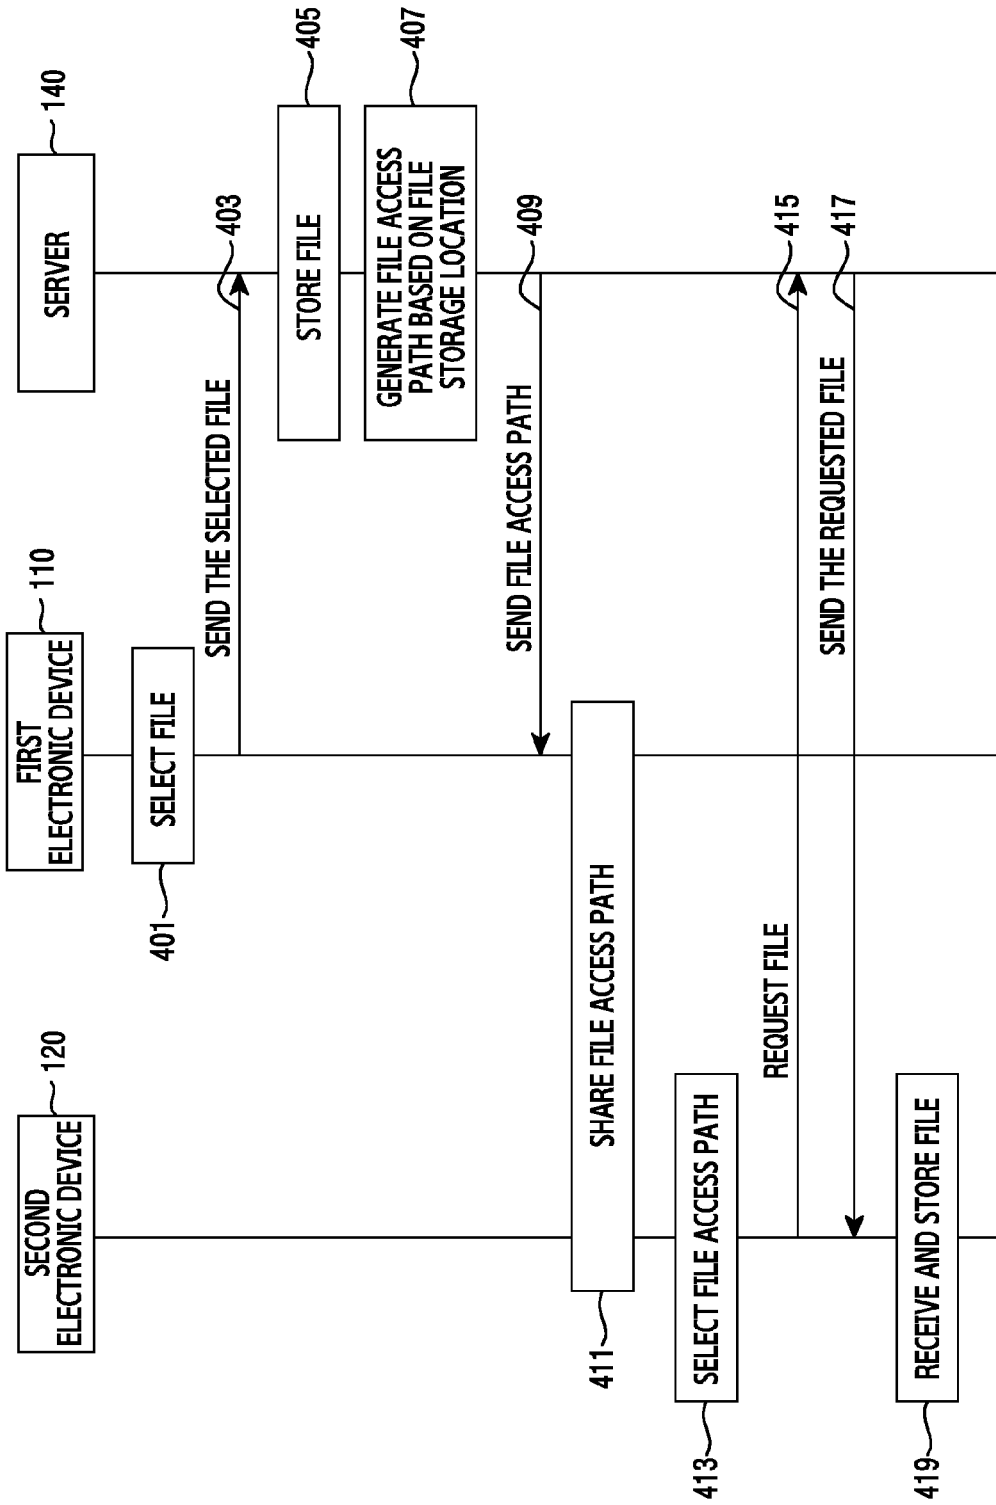 SECOND
ELECTRONIC DEVICE
120
FIRST
ELECTRONIC DEVICE
110
SERVER
140
401
SELECT FILE
SEND THE SELECTED FILE
403
STORE FILE
405
GENERATE FILE ACCESS
PATH BASED ON FILE
STORAGE LOCATION
407
SEND FILE ACCESS PATH
409
411
SHARE FILE ACCESS PATH
413
SELECT FILE ACCESS PATH
REQUEST FILE
415
SEND THE REQUESTED FILE
417
419
RECEIVE AND STORE FILE